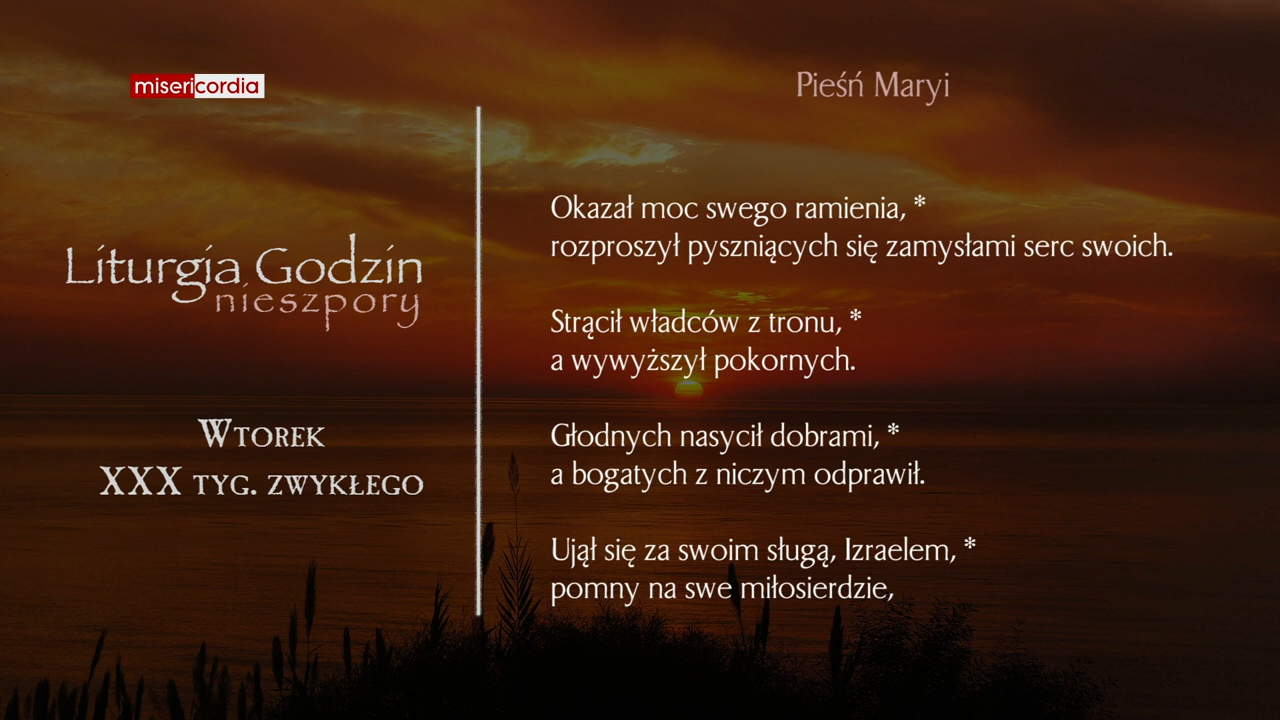 misericordia
Pieśń Maryi
Liturgia Godzin
nieszpory
Wtorek
XXX tyg. zwykłego
Okazał moc swego ramienia, *
rozproszył pyszniących się zamysłami serc swoich.
Strącił władców z tronu, *
a wywyższył pokornych.
Głodnych nasycił dobrami, *
a bogatych z niczym odprawił.
Ujął się za swoim sługą, Izraelem, *
pomny na swe miłosierdzie,